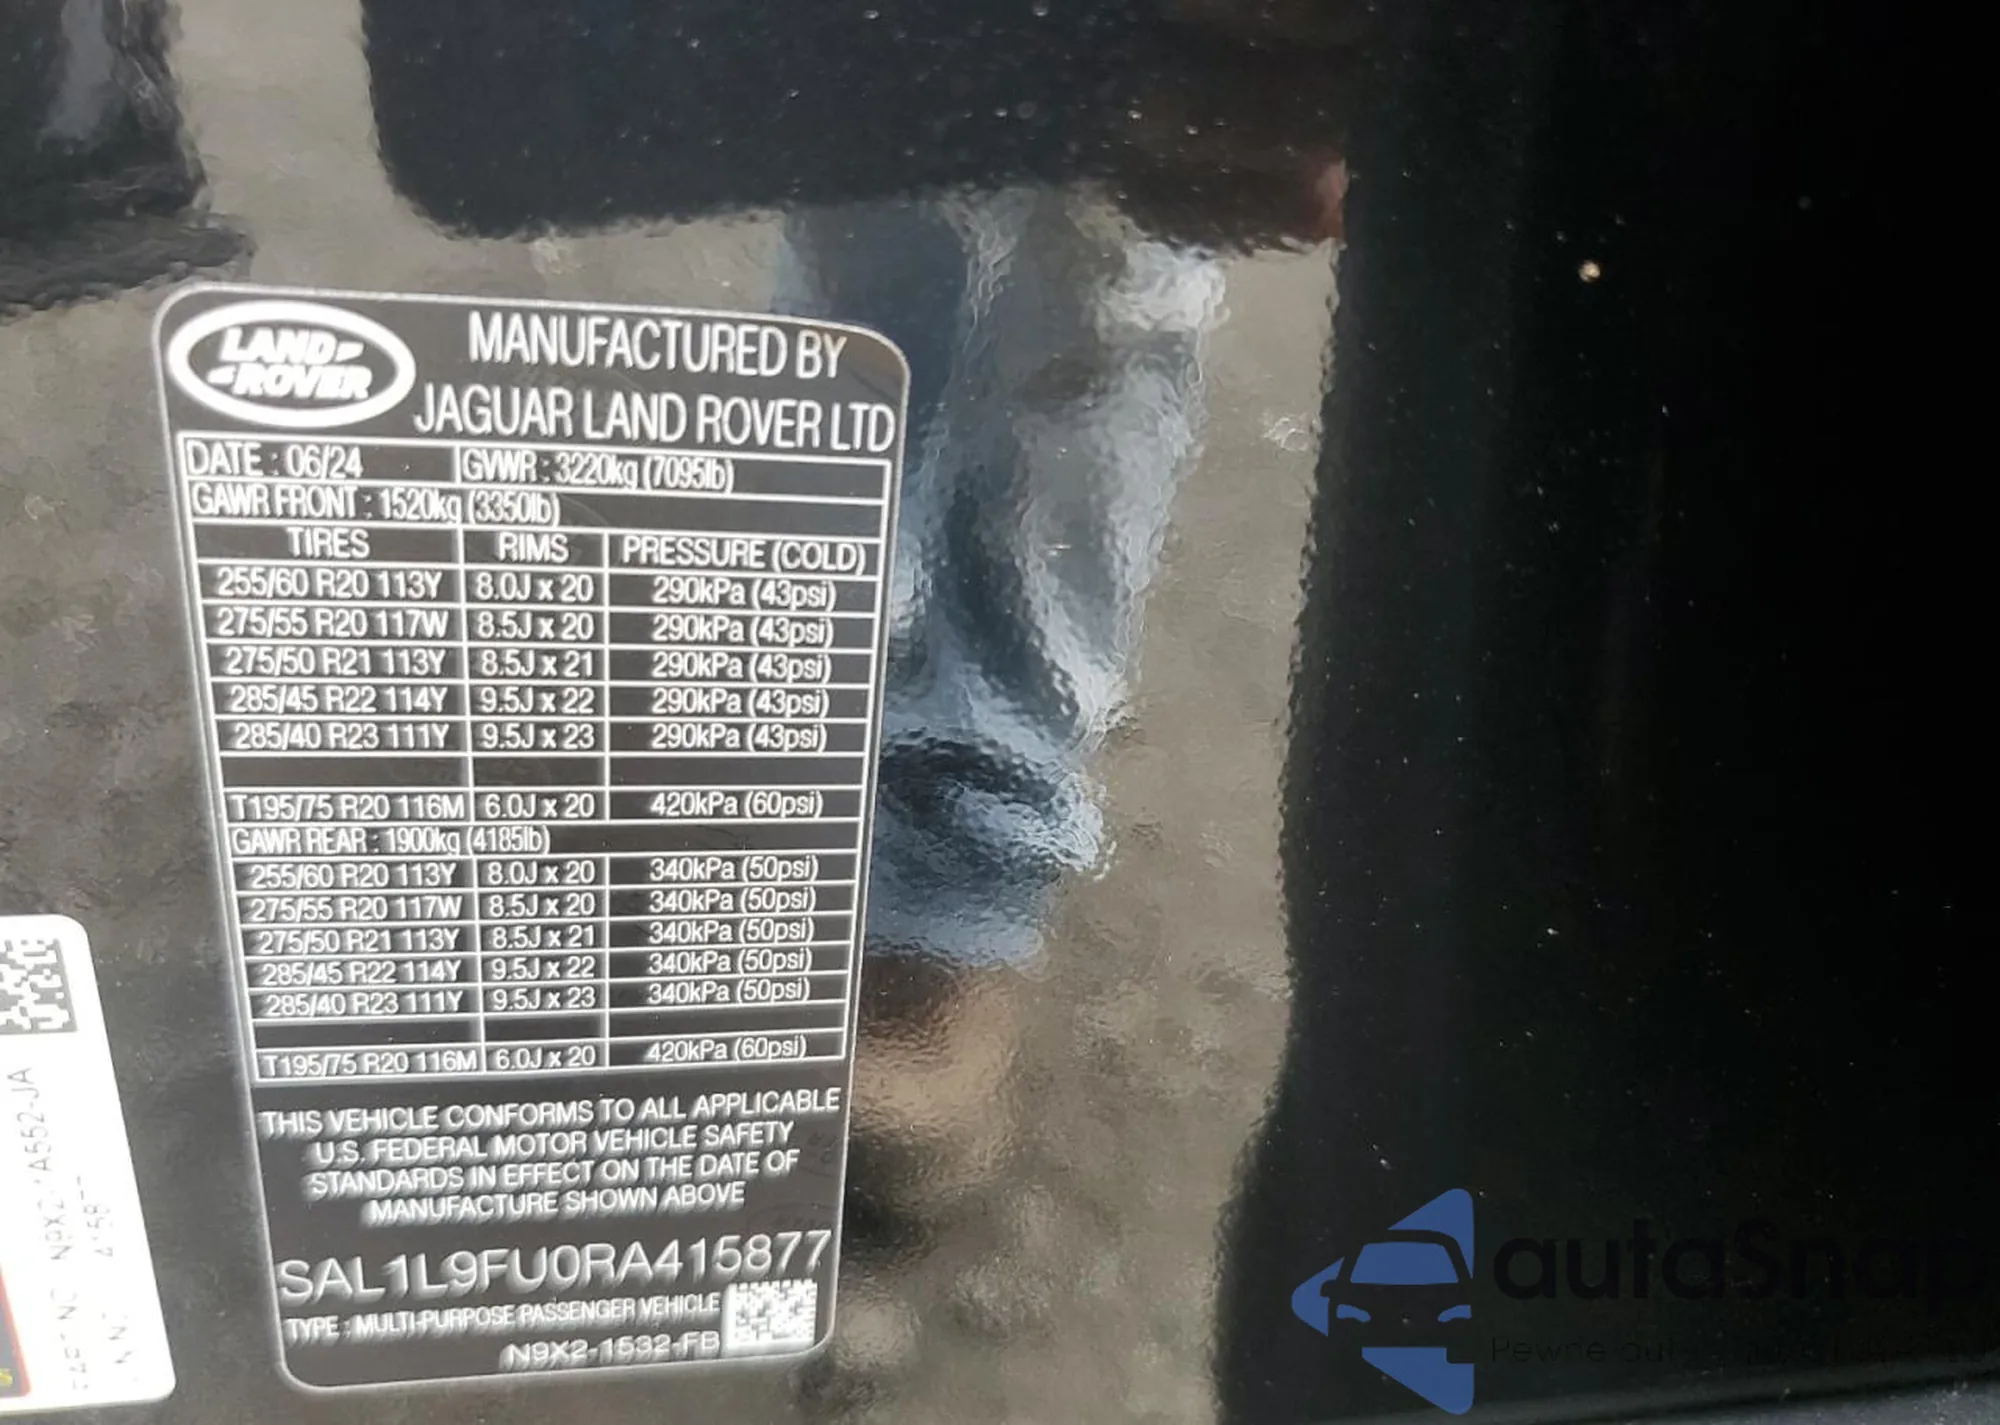 LAND
ROVER
MANUFACTURED BY
JAGUAR LAND ROVER LTD
DATE : 06/24 GVWR : 3220kg (7095lb)
GAWR FRONT : 1520kg (3350lb)
TIRES RIMS PRESSURE (COLD)
255/60 R20 113Y 8.0J x 20 290kPa (43psi)
275/55 R20 117W 8.5J x 20 290kPa (43psi)
275/50 R21 113Y 8.5J x 21 290kPa (43psi)
285/45 R22 114Y 9.5J x 22 290kPa (43psi)
285/40 R23 111Y 9.5J x 23 290kPa (43psi)
T195/75 R20 116M 6.0J x 20 420kPa (60psi)
GAWR REAR : 1900kg (4185lb)
255/60 R20 113Y 8.0J x 20 340kPa (50psi)
275/55 R20 117W 8.5J x 20 340kPa (50psi)
275/50 R21 113Y 8.5J x 21 340kPa (50psi)
285/45 R22 114Y 9.5J x 22 340kPa (50psi)
285/40 R23 111Y 9.5J x 23 340kPa (50psi)
T195/75 R20 116M 6.0J x 20 420kPa (60psi)
THIS VEHICLE CONFORMS TO ALL APPLICABLE
U.S. FEDERAL MOTOR VEHICLE SAFETY
STANDARDS IN EFFECT ON THE DATE OF
MANUFACTURE SHOWN ABOVE
SAL1L9FU0RA415877
TYPE : MULTI-PURPOSE PASSENGER VEHICLE
N9X2-1532-FB
autaSnap
Pewne